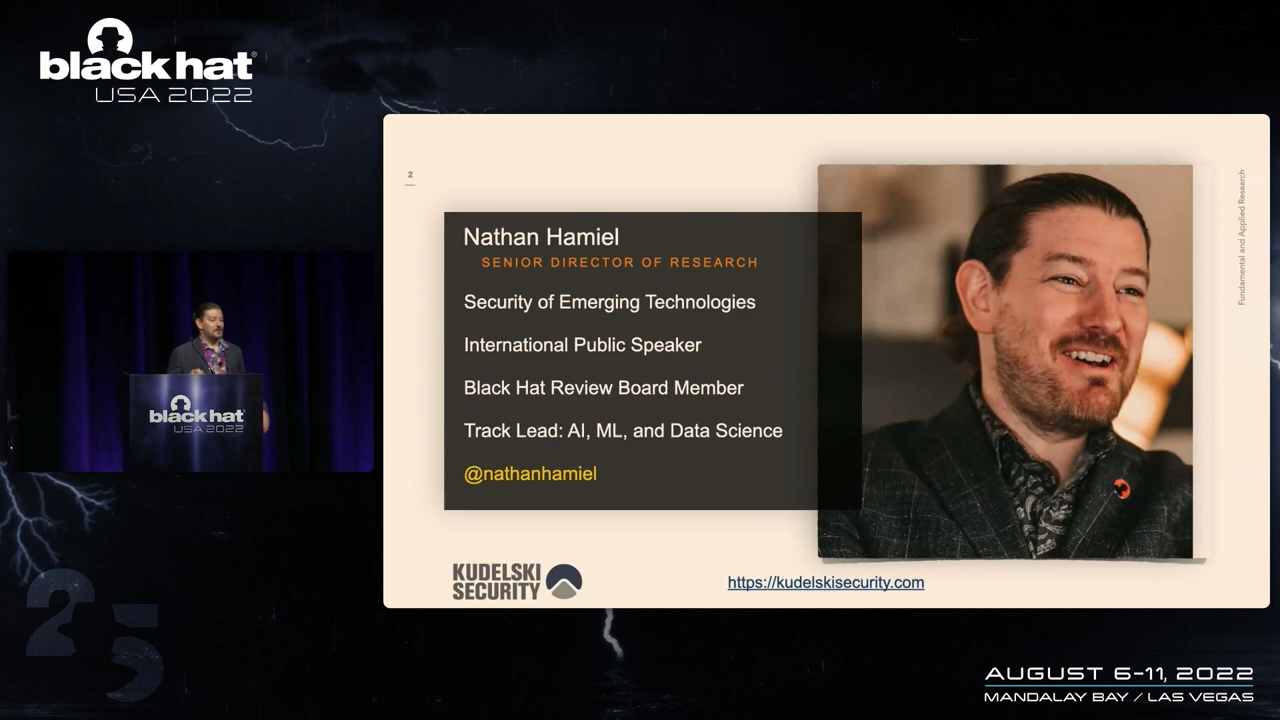 black hat®
USA 2022
2
Nathan Hamiel
SENIOR DIRECTOR OF RESEARCH
Security of Emerging Technologies
International Public Speaker
Black Hat Review Board Member
Track Lead: AI, ML, and Data Science
@nathanhamiel
Fundamental and Applied Research
black hat
USA 2022
KUDELSKI
SECURITY
https://kudelskisecurity.com
25
AUGUST 6-11, 2022
MANDALAY BAY / LAS VEGAS